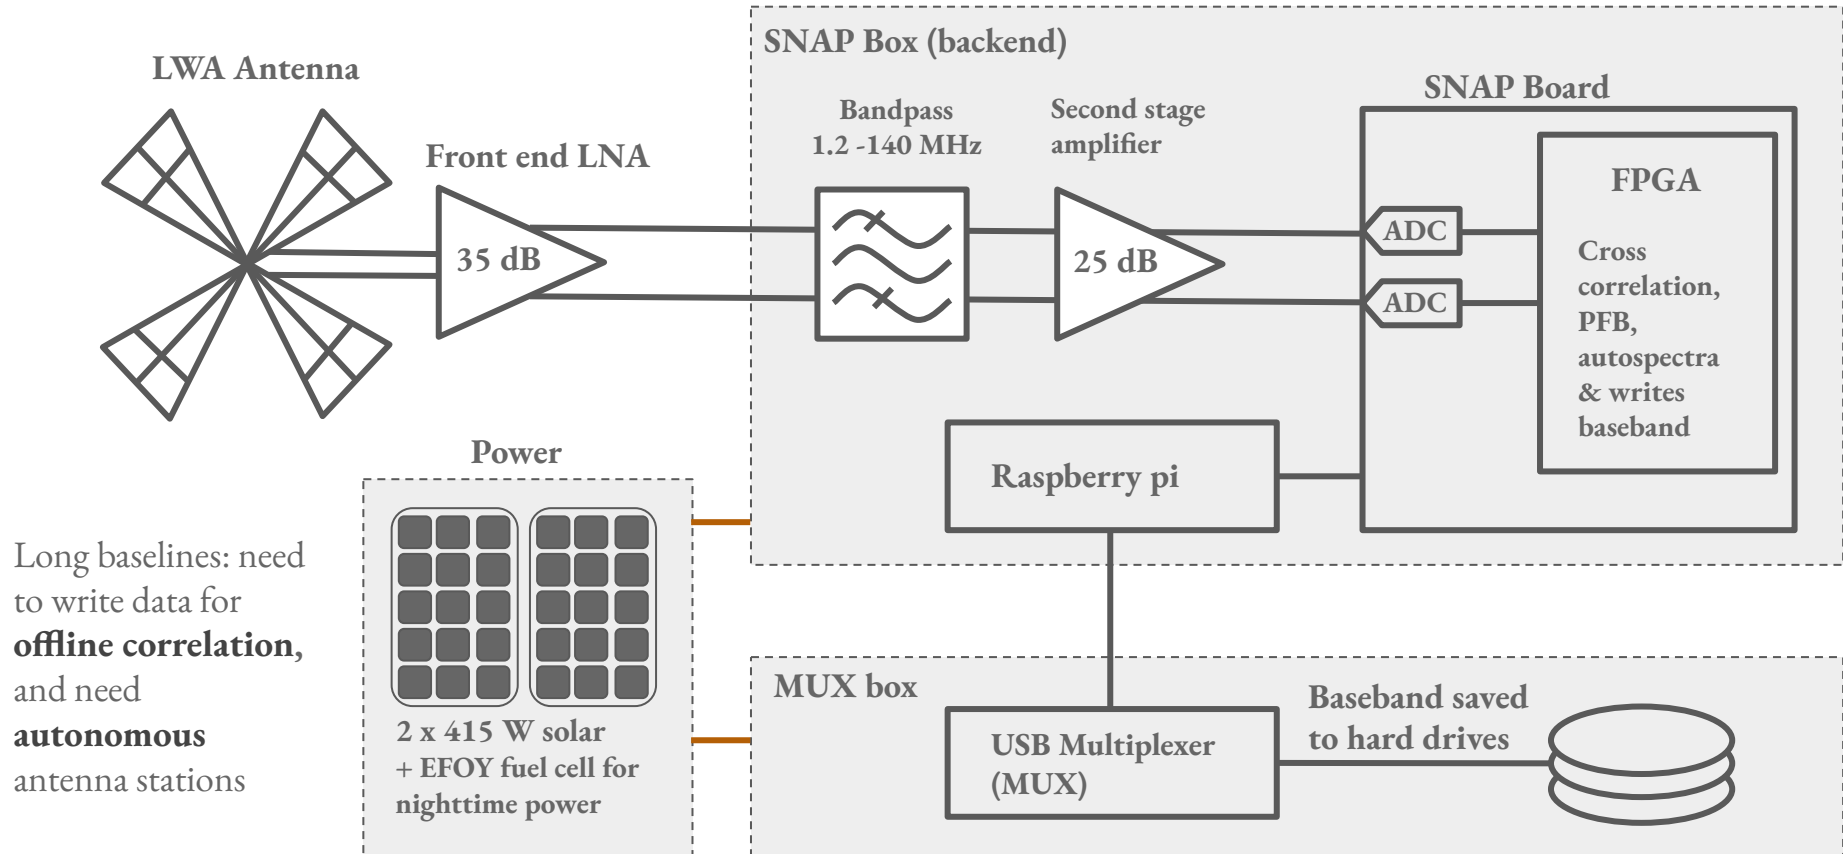 SNAP Box (backend)
LWA Antenna
SNAP Board
Bandpass
1.2 -140 MHz
Second stage
amplifier
Front end LNA
FPGA
35 dB
25 dB
ADC
ADC
Cross
correlation,
PFB,
autospectra
& writes
baseband
Power
Raspberry pi
Long baselines: need
to write data for
offline correlation,
and need
autonomous
antenna stations
2 x 415 W solar
+ EFOY fuel cell for
nighttime power
MUX box
USB Multiplexer
(MUX)
Baseband saved
to hard drives